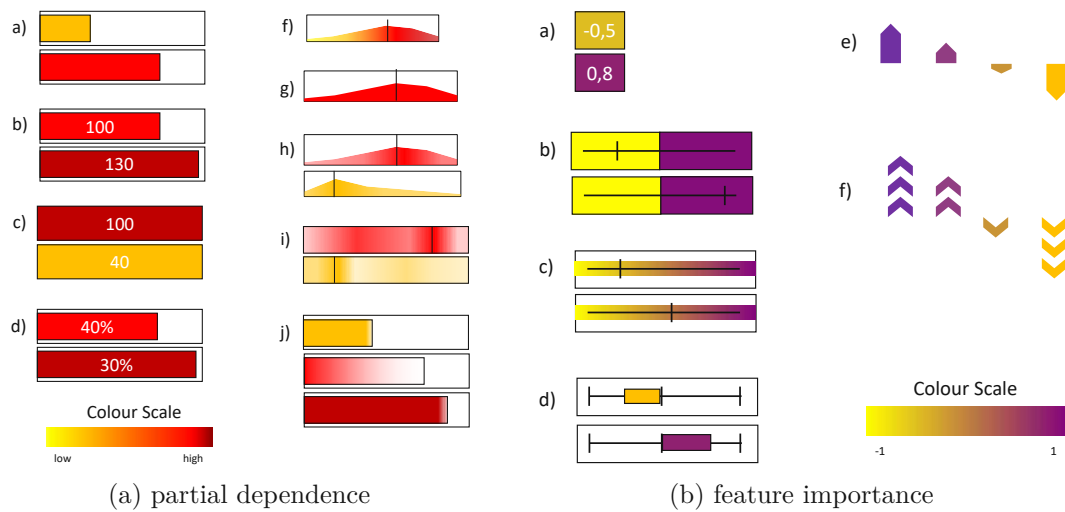 a)
b)
100
130
c)
100
40
d)
40%
30%
Colour Scale
low
high
f)
g)
h)
i)
j)
(a) partial dependence
a)
-0,5
0,8
b)
c)
d)
e)
f)
Colour Scale
-1
1
(b) feature importance